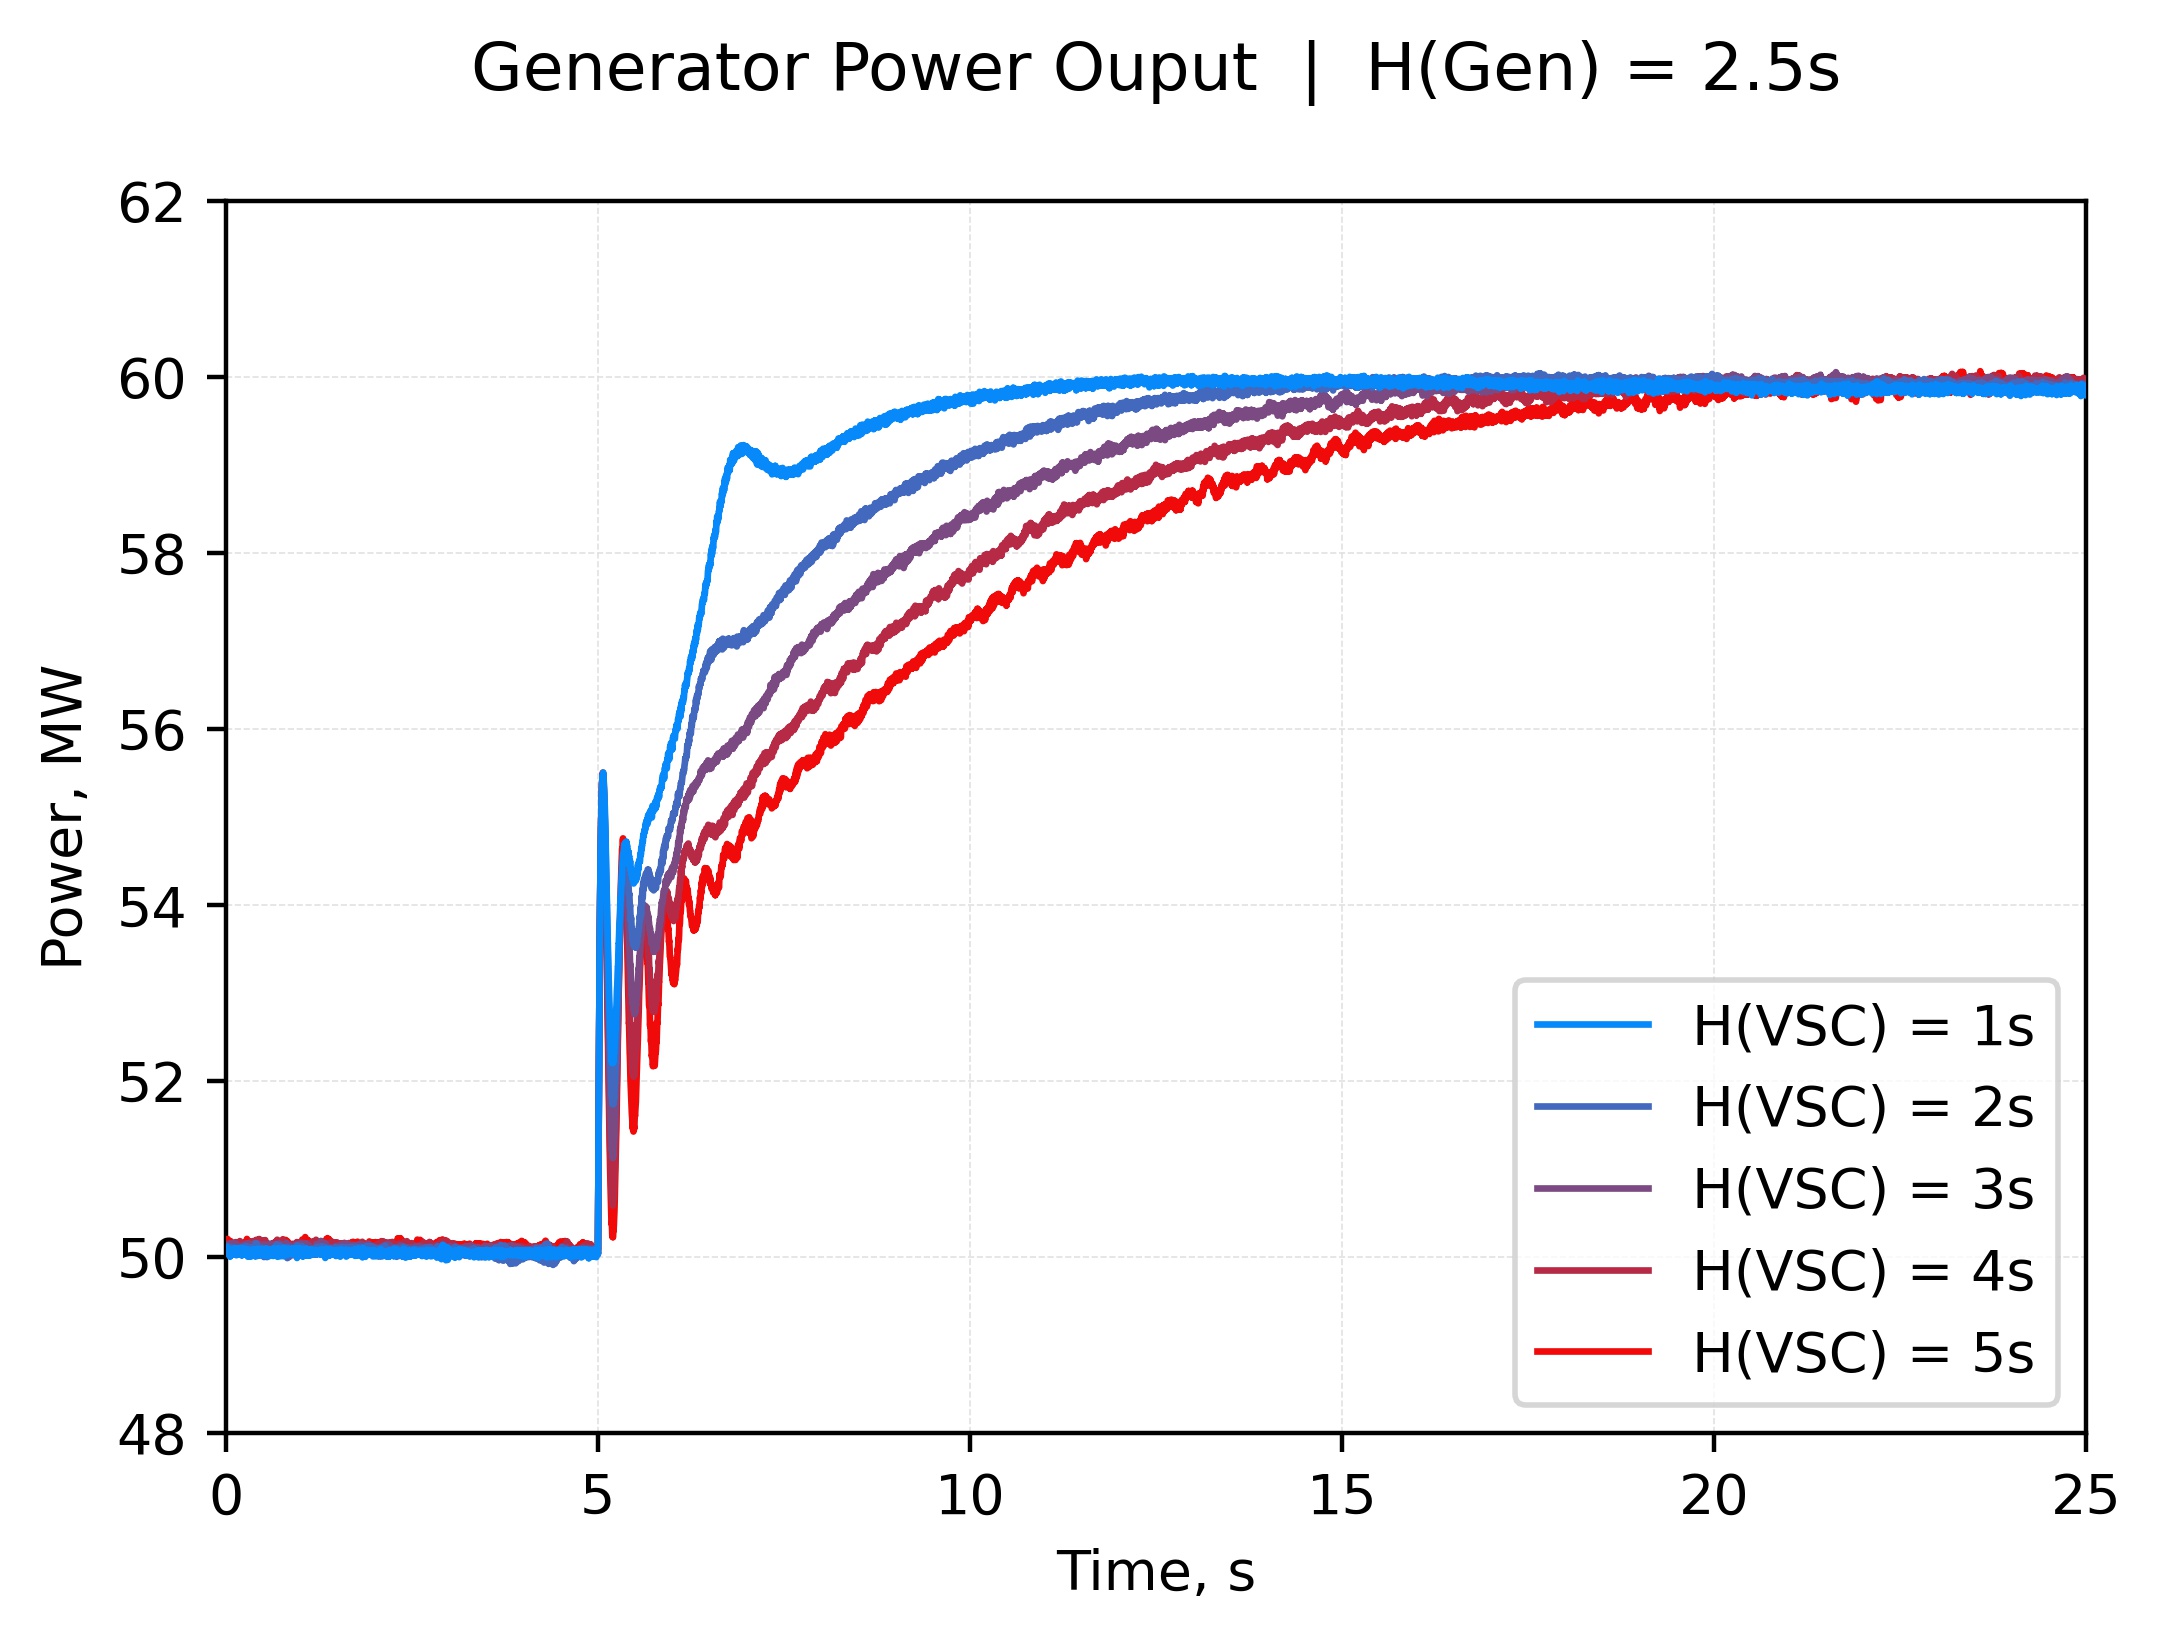 Generator Power Ouput | H(Gen) = 2.5s
62
60
58
56
54
52
50
48
Power, MW
0 5 10 15 20 25
Time, s
H(VSC) = 1s
H(VSC) = 2s
H(VSC) = 3s
H(VSC) = 4s
H(VSC) = 5s